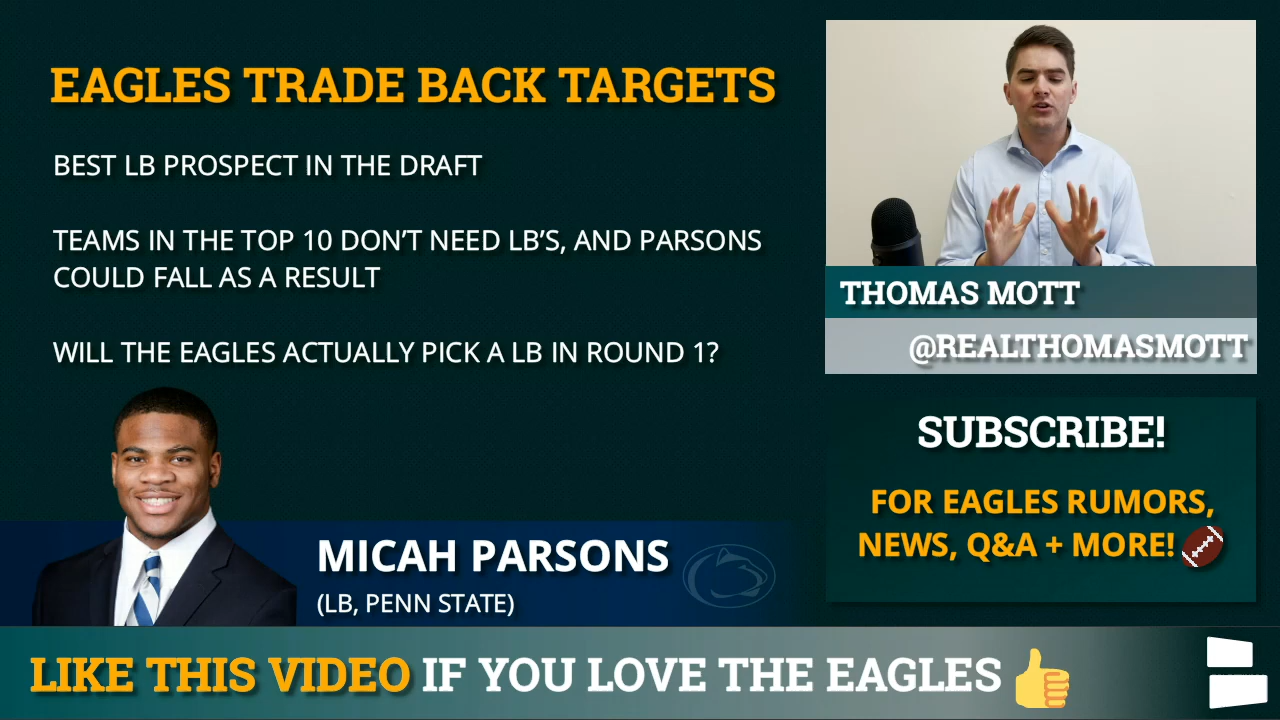 EAGLES TRADE BACK TARGETS
BEST LB PROSPECT IN THE DRAFT
TEAMS IN THE TOP 10 DON'T NEED LB'S, AND PARSONS
COULD FALL AS A RESULT
WILL THE EAGLES ACTUALLY PICK A LB IN ROUND 1?
MICAH PARSONS
(LB, PENN STATE)
THOMAS MOTT
@REALTHOMASMOTT
SUBSCRIBE!
FOR EAGLES RUMORS,
NEWS, Q&A + MORE!
LIKE THIS VIDEO IF YOU LOVE THE EAGLES